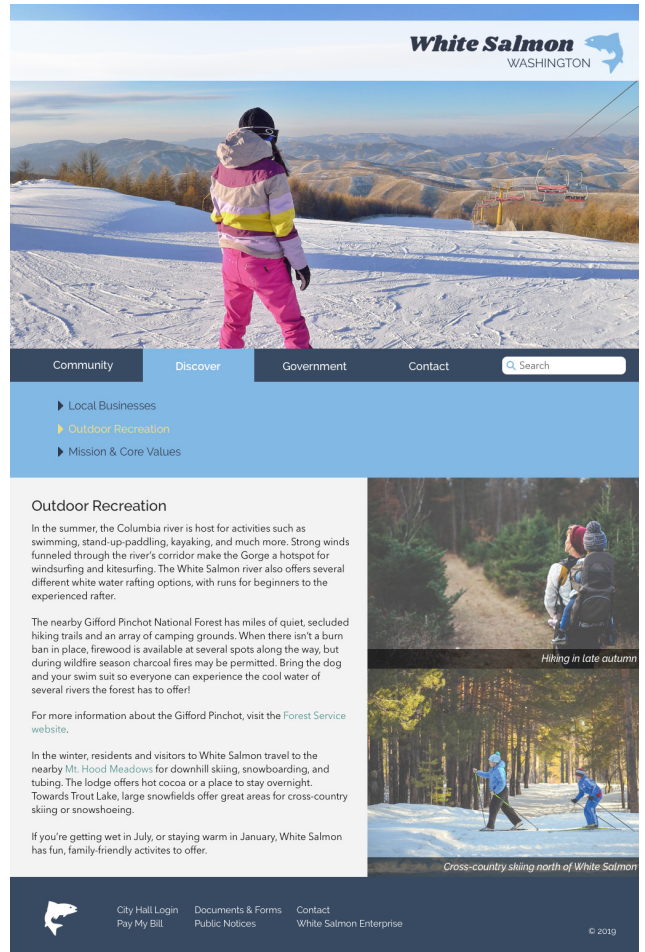 White Salmon
WASHINGTON
Community
Discover
Government
Contact
Search
Local Businesses
Outdoor Recreation
Mission & Core Values
Outdoor Recreation
In the summer, the Columbia river is host for activities such as
swimming, stand-up-paddling, kayaking, and much more. Strong winds
funneled through the river's corridor make the Gorge a hotspot for
windsurfing and kitesurfing. The White Salmon river also offers several
different white water rafting options, with runs for beginners to the
experienced rafter.
The nearby Gifford Pinchot National Forest has miles of quiet, secluded
hiking trails and an array of camping grounds. When there isn't a burn
ban in place, firewood is available at several spots along the way, but
during wildfire season charcoal fires may be permitted. Bring the dog
and your swim suit so everyone can experience the cool water of
several rivers the forest has to offer!
For more information about the Gifford Pinchot, visit the Forest Service
website.
In the winter, residents and visitors to White Salmon travel to the
nearby Mt. Hood Meadows for downhill skiing, snowboarding, and
tubing. The lodge offers hot cocoa or a place to stay overnight.
Towards Trout Lake, large snowfields offer great areas for cross-country
skiing or snowshoeing.
If you're getting wet in July, or staying warm in January, White Salmon
has fun, family-friendly activites to offer.
Hiking in late autumn
Cross-country skiing north of White Salmon
City Hall Login
Pay My Bill
Documents & Forms
Public Notices
Contact
White Salmon Enterprise
© 2019